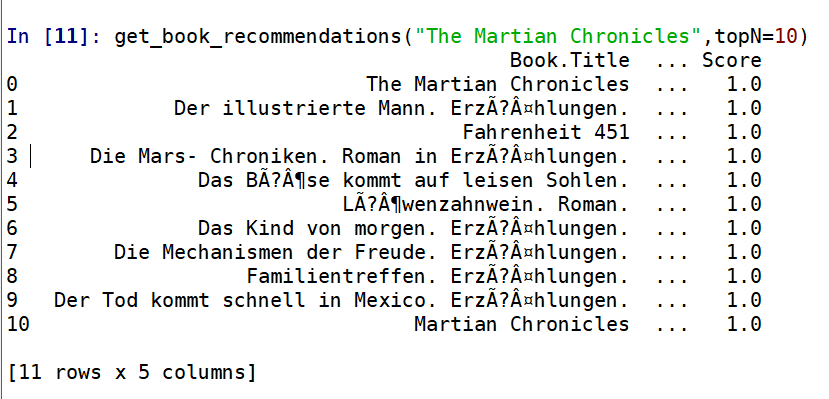 In [11]: get_book_recommendations("The Martian Chronicles",topN=10)
Book.Title ... Score
0 The Martian Chronicles ... 1.0
1 Der illustrierte Mann. ErzÃ?Â¤hlungen. ... 1.0
2 Fahrenheit 451 ... 1.0
3 Die Mars- Chroniken. Roman in ErzÃ?Â¤hlungen. ... 1.0
4 Das BÃ?Â¶se kommt auf leisen Sohlen. ... 1.0
5 LÃ?Â¶wenzahnwein. Roman. ... 1.0
6 Das Kind von morgen. ErzÃ?Â¤hlungen. ... 1.0
7 Die Mechanismen der Freude. ErzÃ?Â¤hlungen. ... 1.0
8 Familientreffen. ErzÃ?Â¤hlungen. ... 1.0
9 Der Tod kommt schnell in Mexico. ErzÃ?Â¤hlungen. ... 1.0
10 Martian Chronicles ... 1.0
[11 rows x 5 columns]